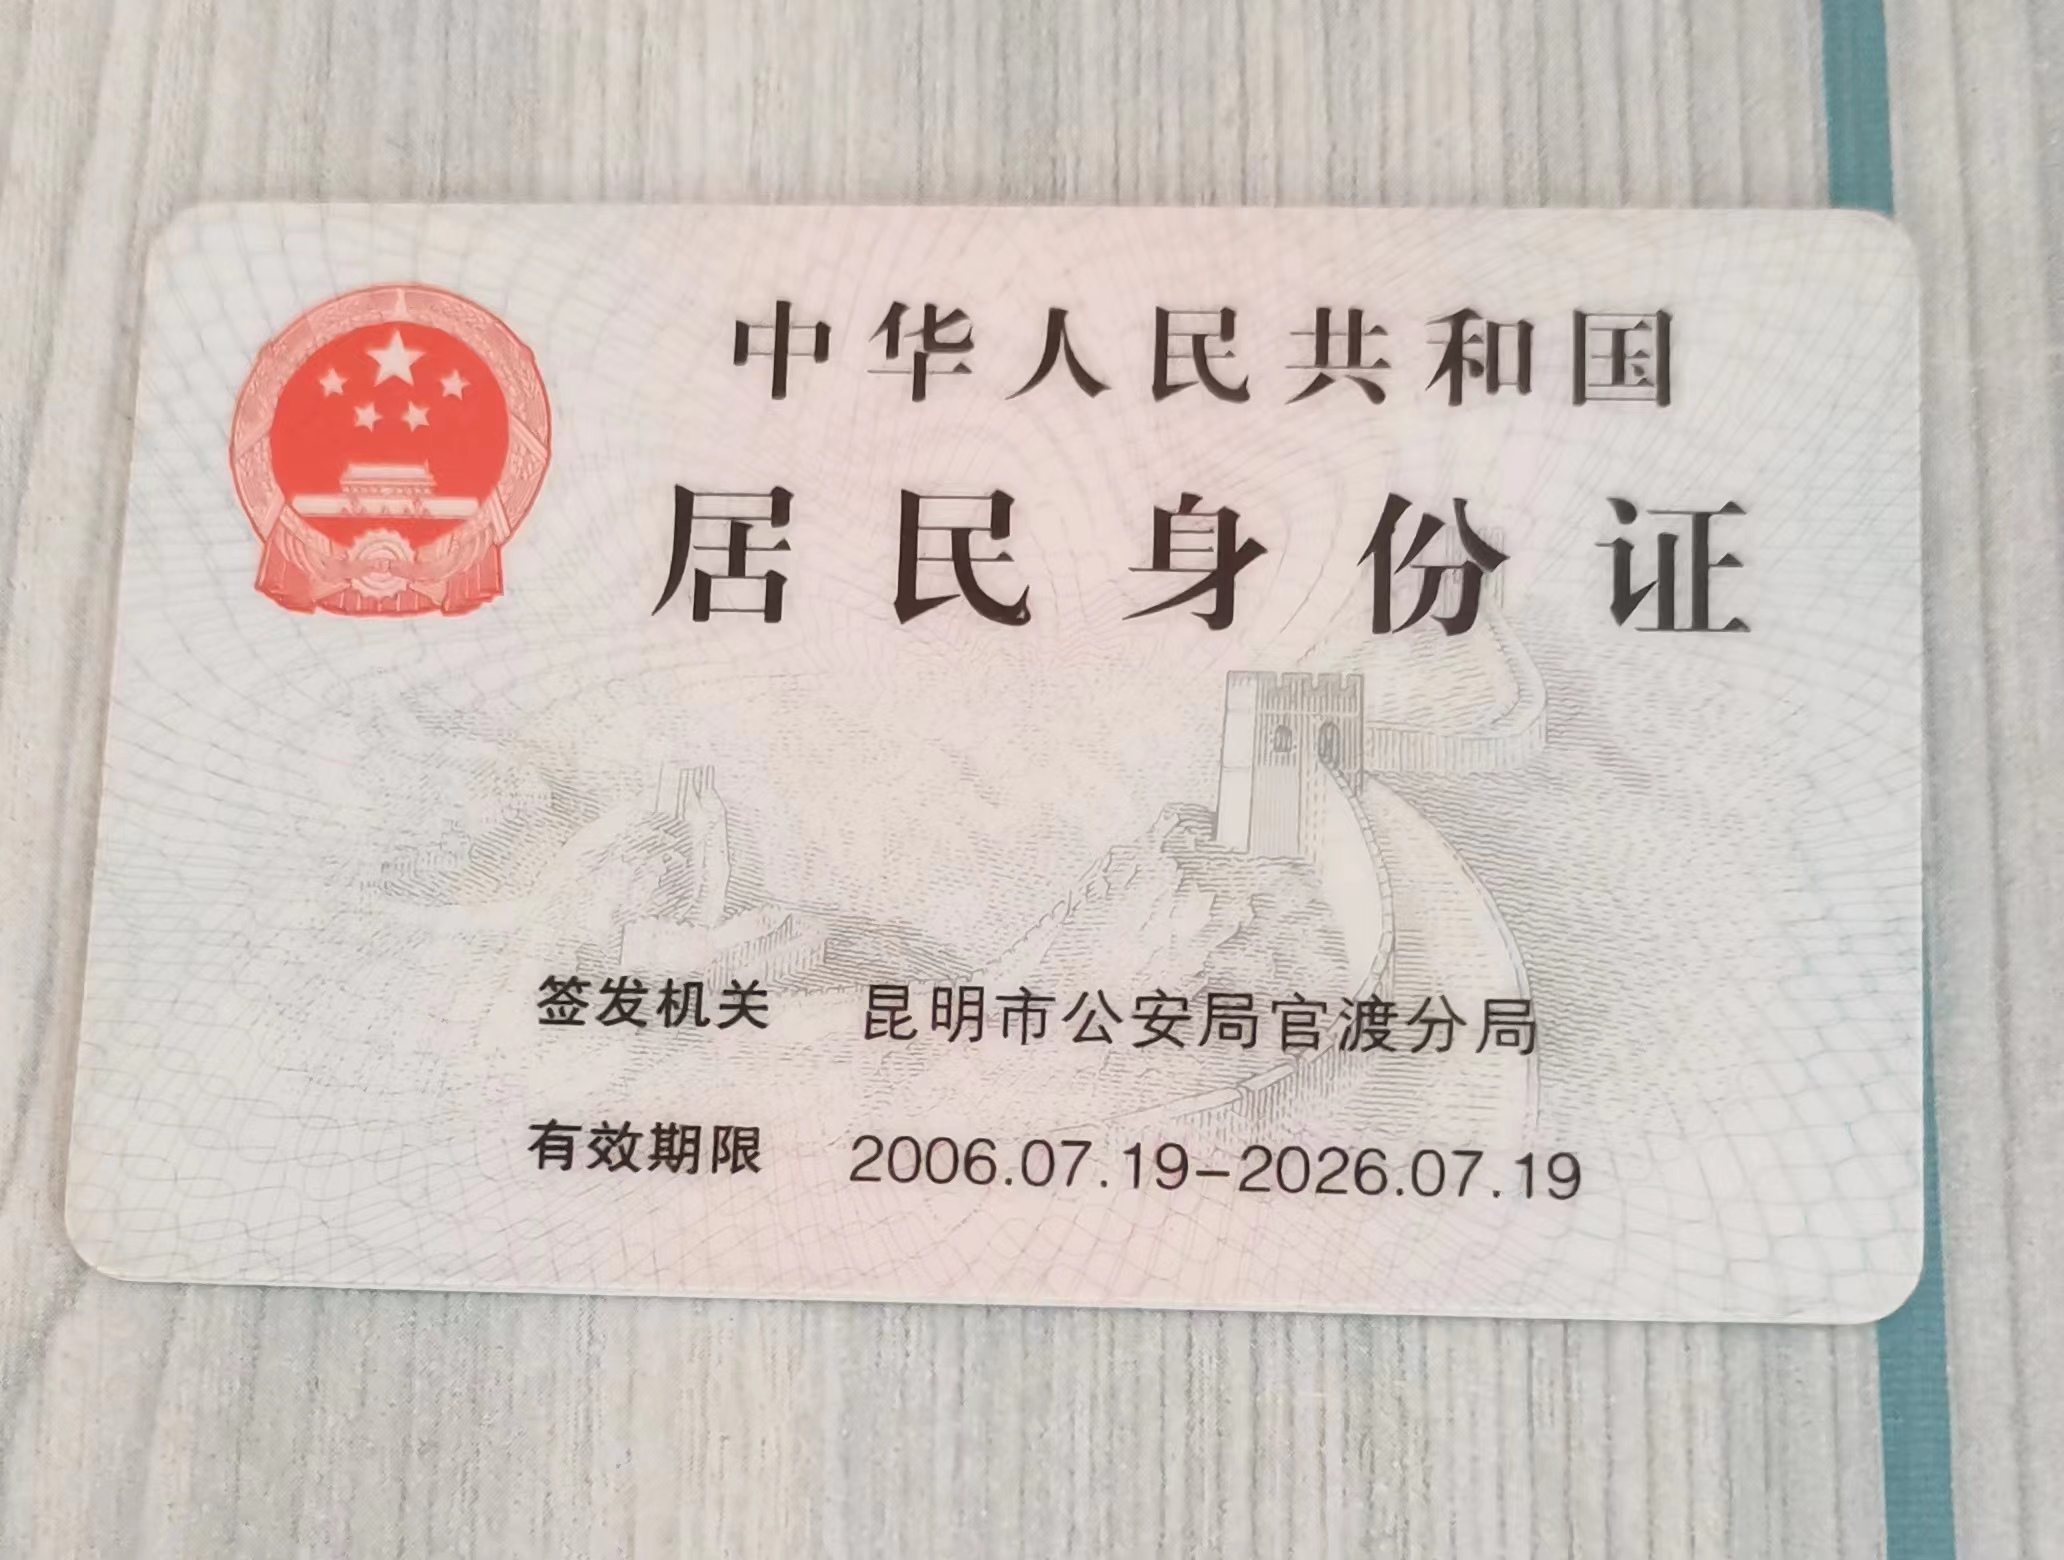 中华人民共和国
居民身份证
签发机关 昆明市公安局官渡分局
有效期限 2006.07.19-2026.07.19